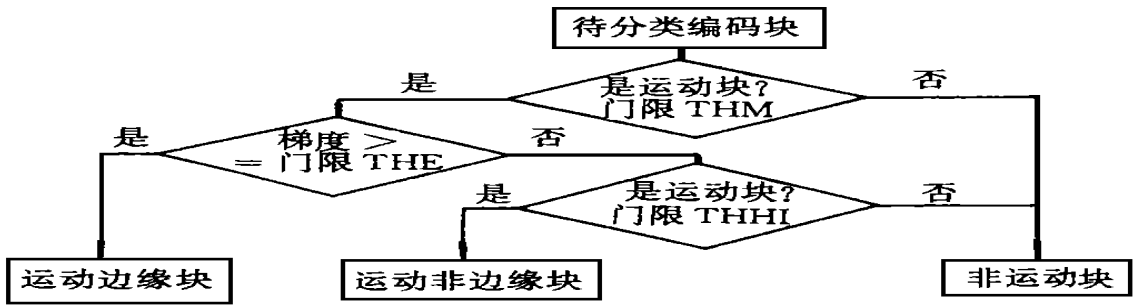 待分类编码块
是
是运动块?
门限 THM
否
是
梯度 >
= 门限 THE
否
是
是运动块?
门限 THHI
否
运动边缘块
运动非边缘块
非运动块